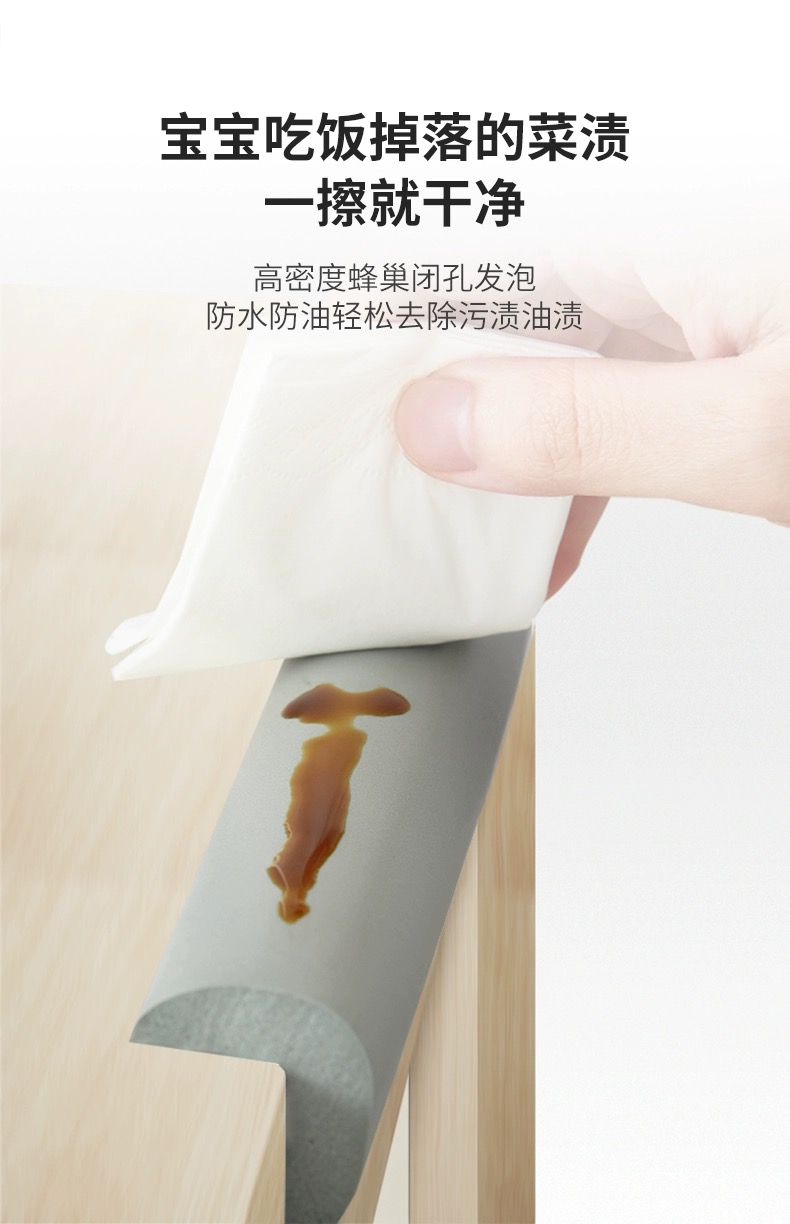 宝宝吃饭掉落的菜渍
一擦就干净
高密度蜂巢闭孔发泡
防水防油轻松去除污渍油渍